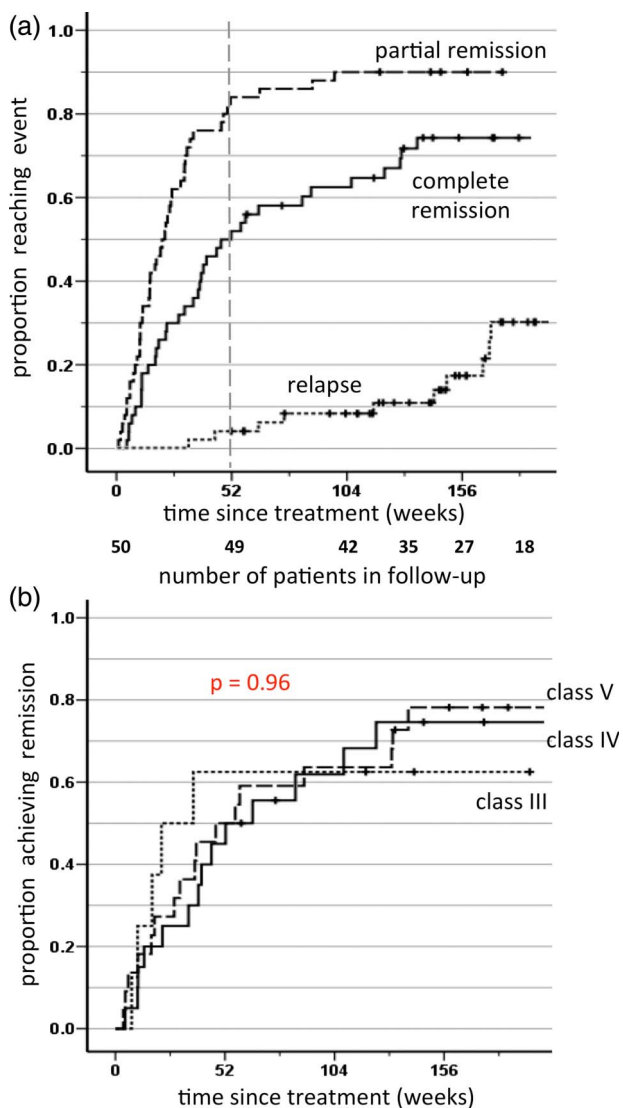 (a)
1.0
partial remission
0.8
0.6
complete
remission
0.4
0.2
relapse
0.0
proportion reaching event
0 52 104 156
time since treatment (weeks)
50 49 42 35 27 18
number of patients in follow-up
(b)
1.0
p = 0.96
0.8
class V
class IV
0.6
class III
0.4
0.2
0.0
proportion achieving remission
0 52 104 156
time since treatment (weeks)